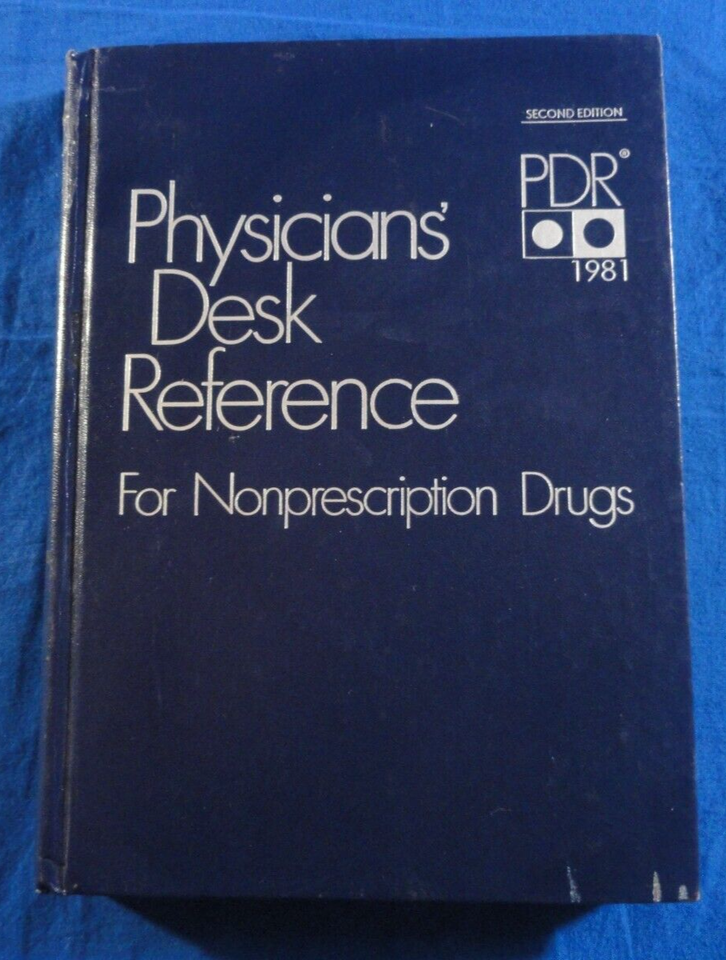 SECOND EDITION
PDR®
1981
Physicians'
Desk
Reference
For Nonprescription Drugs